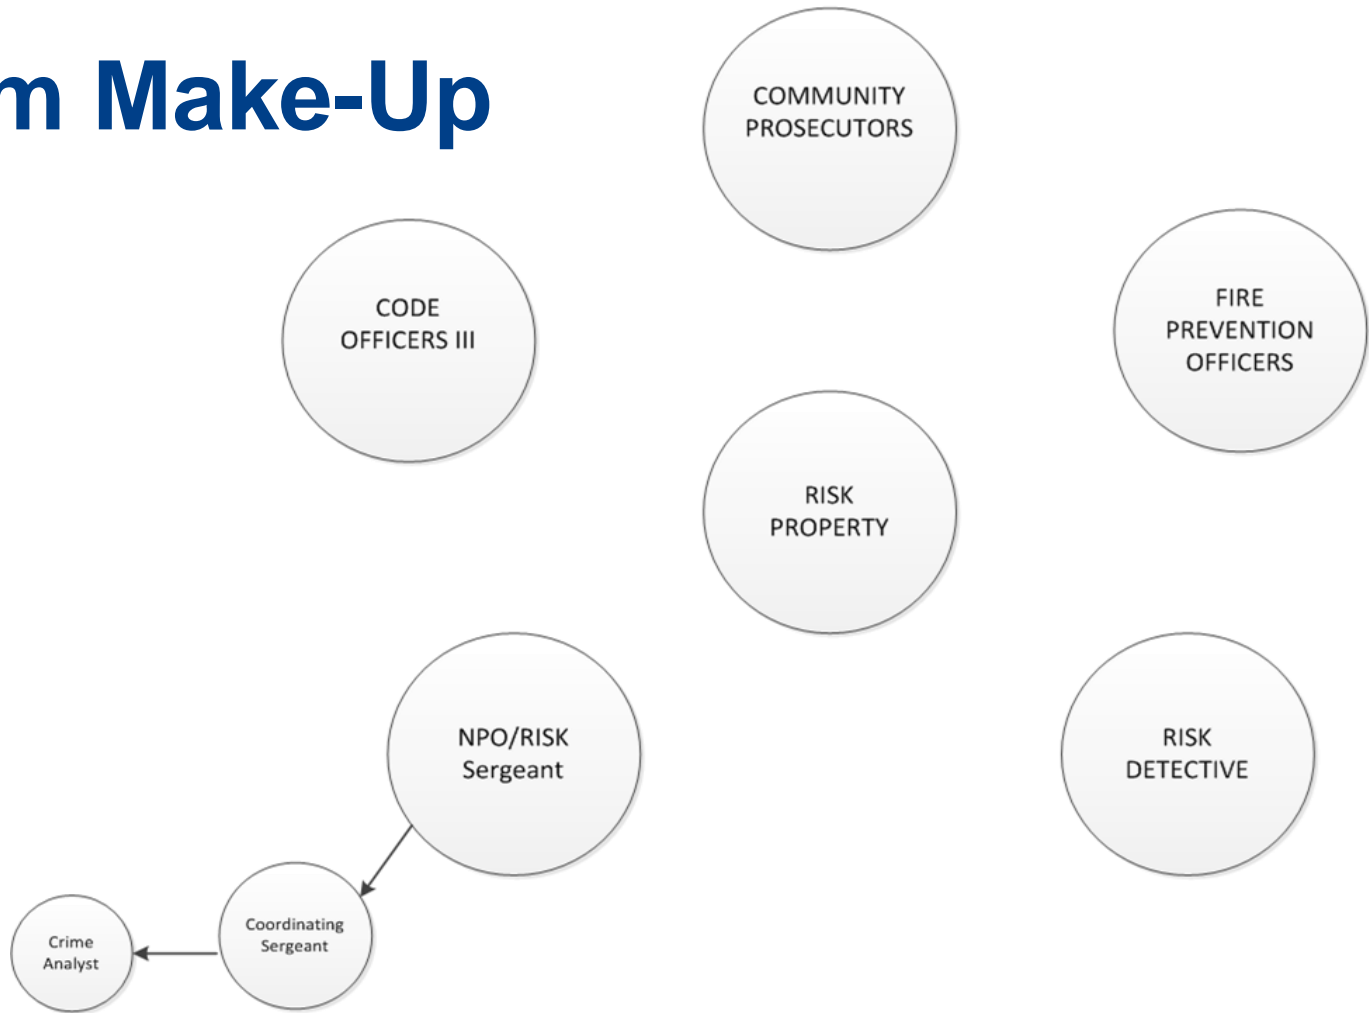 m Make-Up
COMMUNITY
PROSECUTORS
CODE
OFFICERS III
FIRE
PREVENTION
OFFICERS
RISK
PROPERTY
NPO/RISK
Sergeant
RISK
DETECTIVE
Coordinating
Sergeant
Crime
Analyst